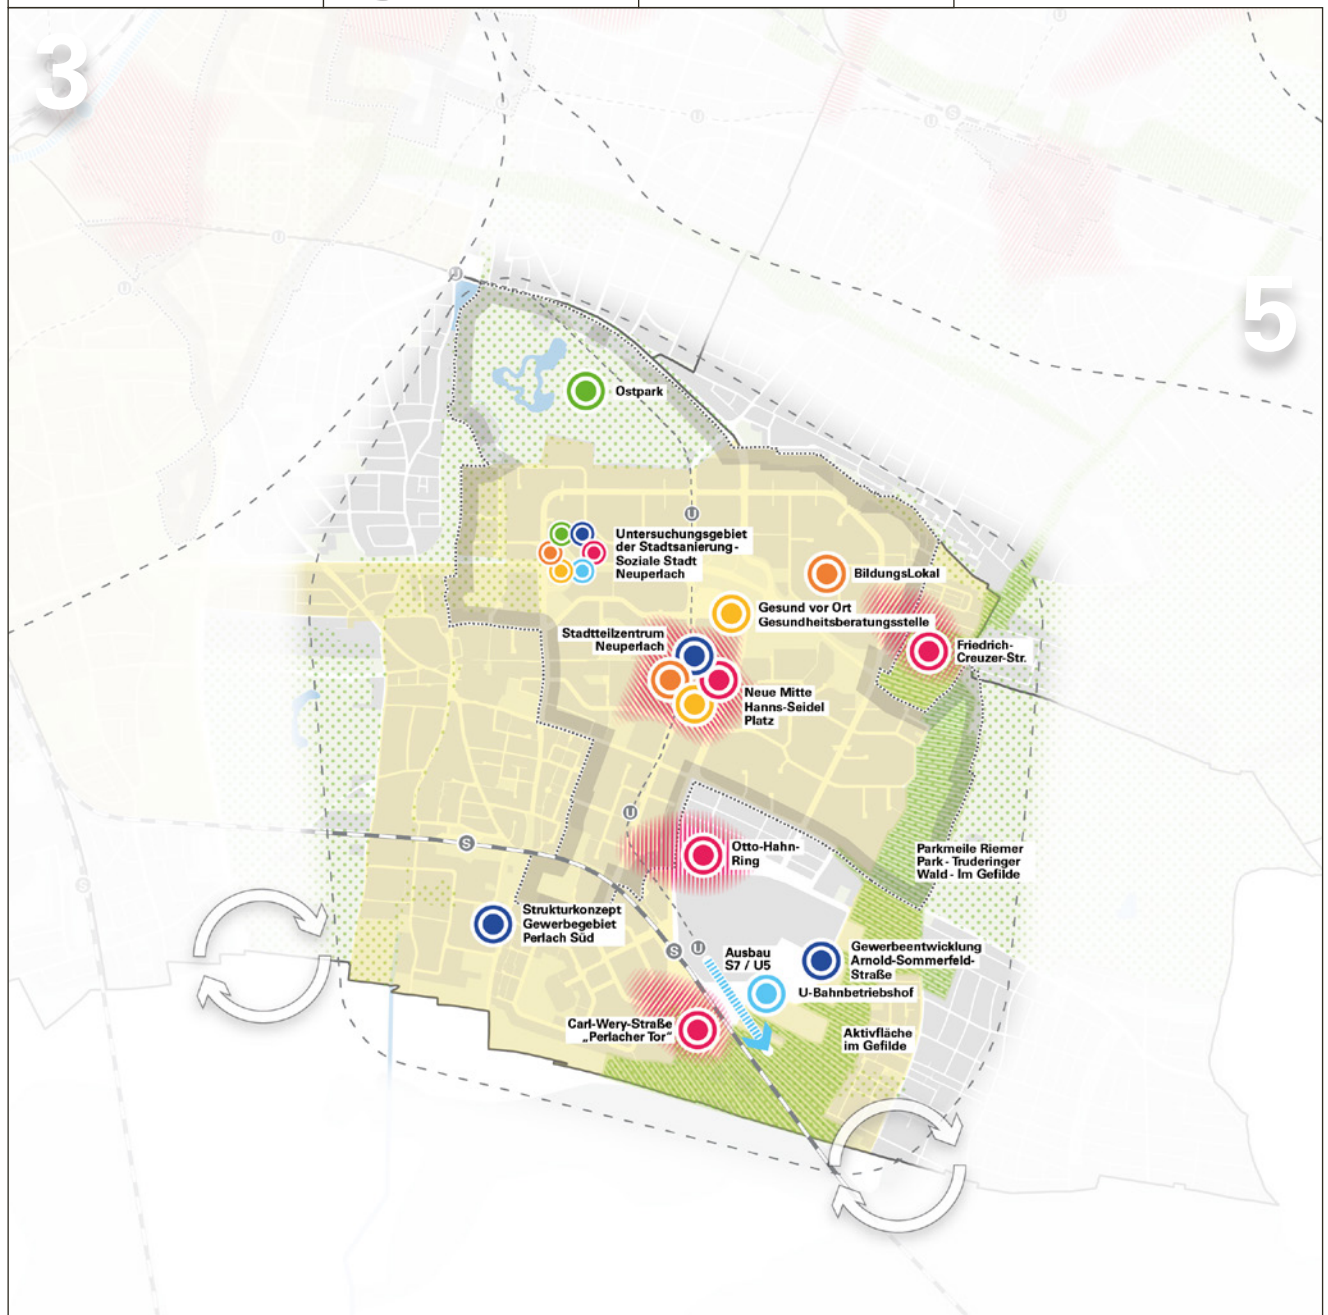 3
5
U
U
S
U
U
U
U
U
Ostpark
U
Untersuchungsgebiet
der Stadtsanierung -
Soziale Stadt
Neuperlach
BildungsLokal
Gesund vor Ort
Gesundheitsberatungsstelle
Stadtteilzentrum
Neuperlach
Friedrich-
Creuzer-Str.
Neue Mitte
Hanns-Seidel
Platz
U
S
Otto-Hahn-
Ring
Parkmeile Riemer
Park - Truderinger
Wald - Im Gefilde
S
Strukturkonzept
Gewerbegebiet
Perlach Süd
S
U
Ausbau
S7 / U5
Gewerbeentwicklung
Arnold-Sommerfeld-
Straße
U-Bahnbetriebshof
Carl-Wery-Straße
„Perlacher Tor“
Aktivfläche
im Gefilde